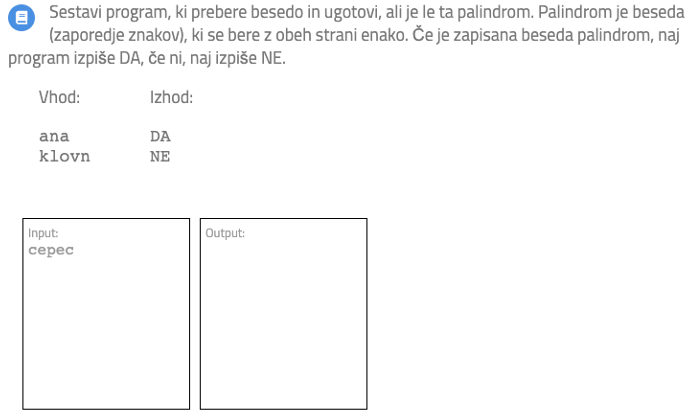 Sestavi program, ki prebere besedo in ugotovi, ali je le ta palindrom. Palindrom je beseda
(zaporedje znakov), ki se bere z obeh strani enako. Če je zapisana beseda palindrom, naj
program izpiše DA, če ni, naj izpiše NE.
Vhod: Izhod:
ana DA
klovn NE
Input: Output:
cepec